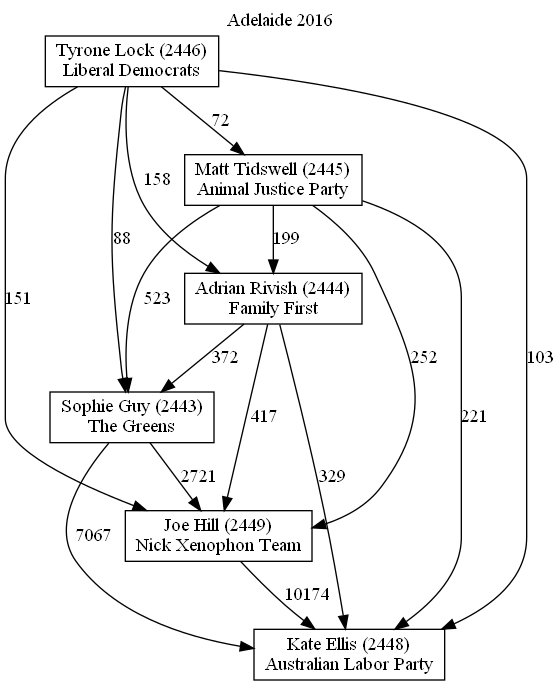 Adelaide 2016
Tyrone Lock (2446)
Liberal Democrats
72
Matt Tidswell (2445)
Animal Justice Party
158
88
199
Adrian Rivish (2444)
Family First
151
523
252
103
372
Sophie Guy (2443)
The Greens
417
221
2721
329
Joe Hill (2449)
Nick Xenophon Team
7067
10174
Kate Ellis (2448)
Australian Labor Party